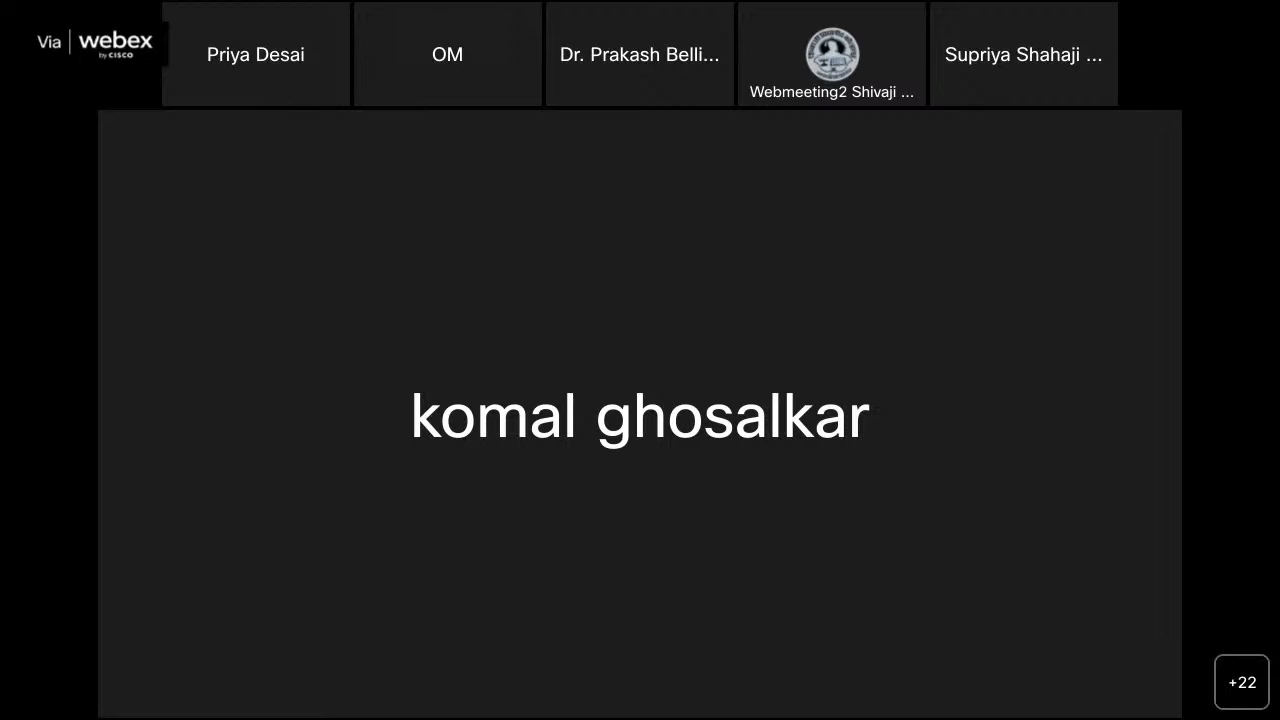 Via webex
by CISCO
Priya Desai
OM
Dr. Prakash Belli...
Webmeeting2 Shivaji ...
Supriya Shahaji ...
komal ghosalkar
+22